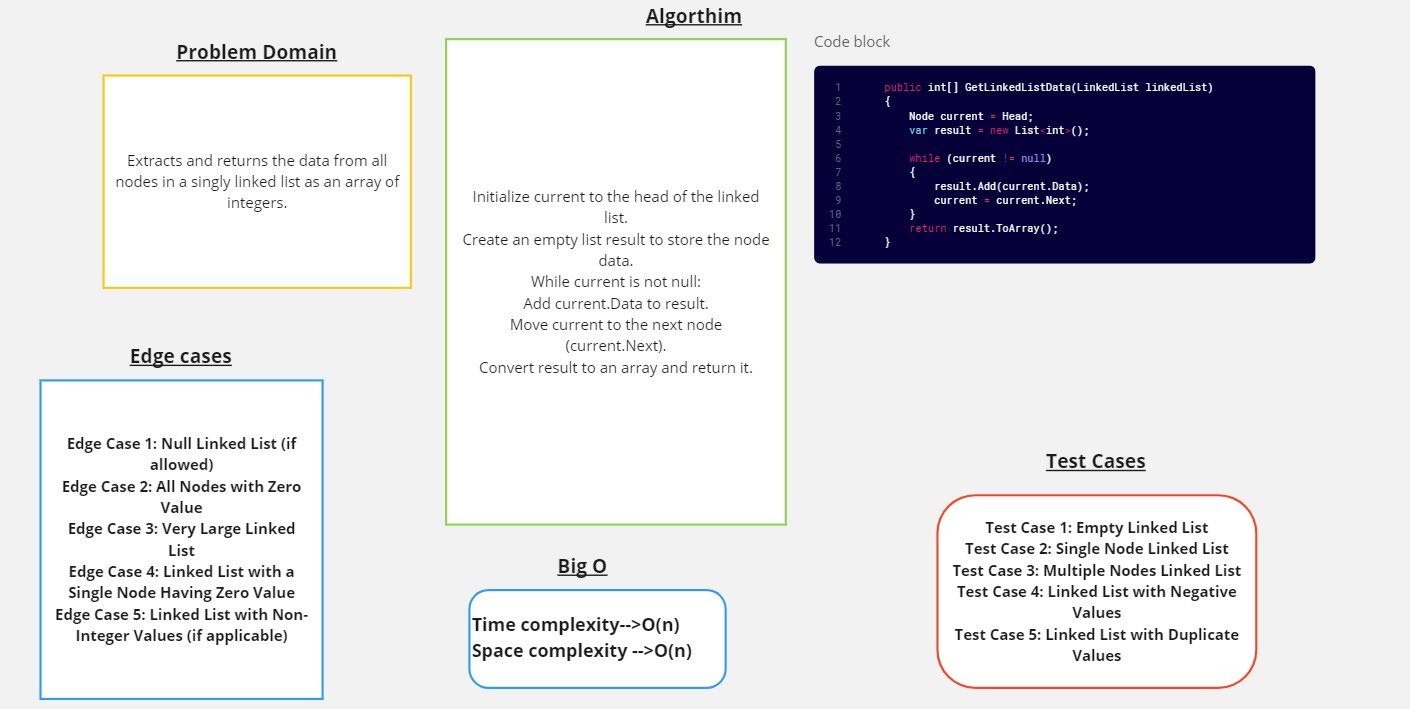 Algorthim
Problem Domain
Extracts and returns the data from all
nodes in a singly linked list as an array of
integers.
Initialize current to the head of the linked
list.
Create an empty list result to store the node
data.
While current is not null:
Add current.Data to result.
Move current to the next node
(current.Next).
Convert result to an array and return it.
Code block
1 public int[] GetLinkedListData(LinkedList linkedList)
2 {
3 Node current = Head;
4 var result = new List<int>();
5
6 while (current != null)
7 {
8 result.Add(current.Data);
9 current = current.Next;
10 }
11 return result.ToArray();
12 }
Edge cases
Edge Case 1: Null Linked List (if
allowed)
Edge Case 2: All Nodes with Zero
Value
Edge Case 3: Very Large Linked
List
Edge Case 4: Linked List with a
Single Node Having Zero Value
Edge Case 5: Linked List with Non-
Integer Values (if applicable)
Big O
Time complexity-->O(n)
Space complexity -->O(n)
Test Cases
Test Case 1: Empty Linked List
Test Case 2: Single Node Linked List
Test Case 3: Multiple Nodes Linked List
Test Case 4: Linked List with Negative
Values
Test Case 5: Linked List with Duplicate
Values